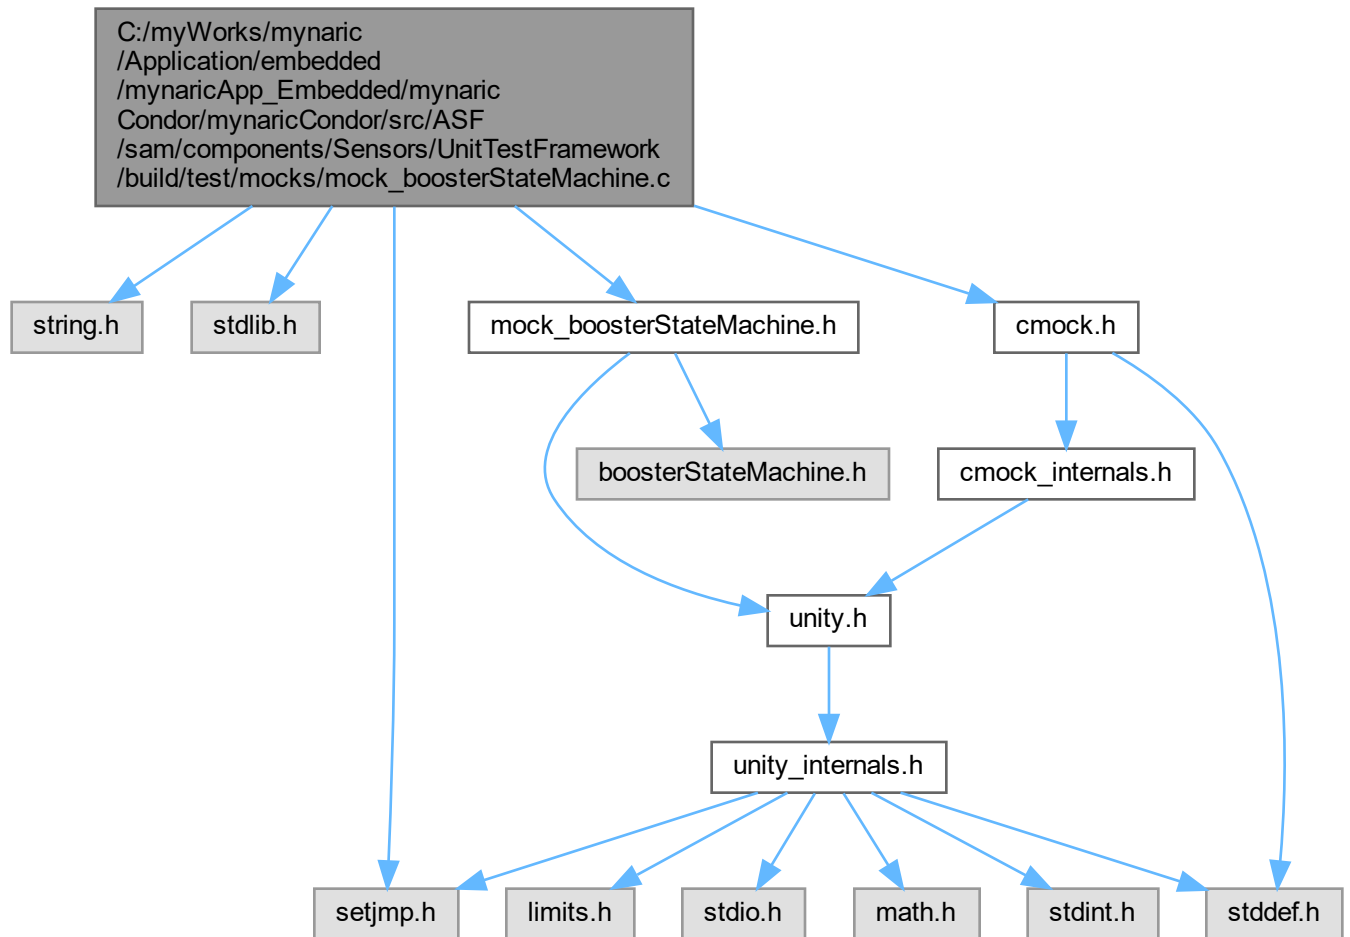 C:/myWorks/mynaric
/Application/embedded
/mynaricApp_Embedded/mynaric
Condor/mynaricCondor/src/ASF
/sam/components/Sensors/UnitTestFramework
/build/test/mocks/mock_boosterStateMachine.c
string.h
stdlib.h
mock_boosterStateMachine.h
cmock.h
boosterStateMachine.h
cmock_internals.h
unity.h
unity_internals.h
setjmp.h
limits.h
stdio.h
math.h
stdint.h
stddef.h